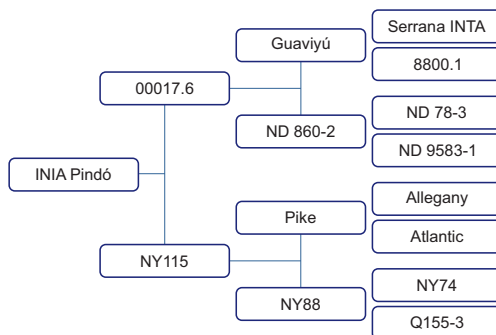 Serrana INTA
Guaviyú
8800.1
00017.6
ND 78-3
ND 860-2
ND 9583-1
INIA Pindó
Allegany
Pike
Atlantic
NY115
NY74
NY88
Q155-3